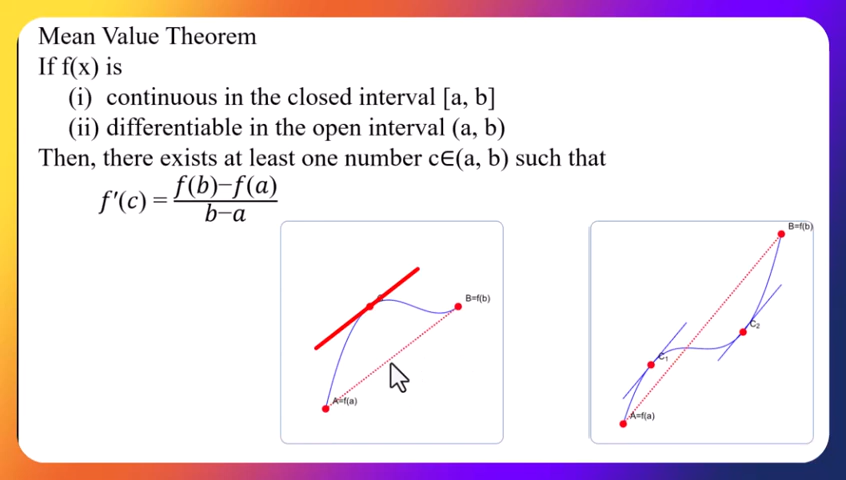 Mean Value Theorem
If f(x) is
(i) continuous in the closed interval [a, b]
(ii) differentiable in the open interval (a, b)
Then, there exists at least one number c∈(a, b) such that
f'(c) = f(b)−f(a) / b−a
B=f(b)
A=f(a)
B=f(b)
C₂
C₁
A=f(a)